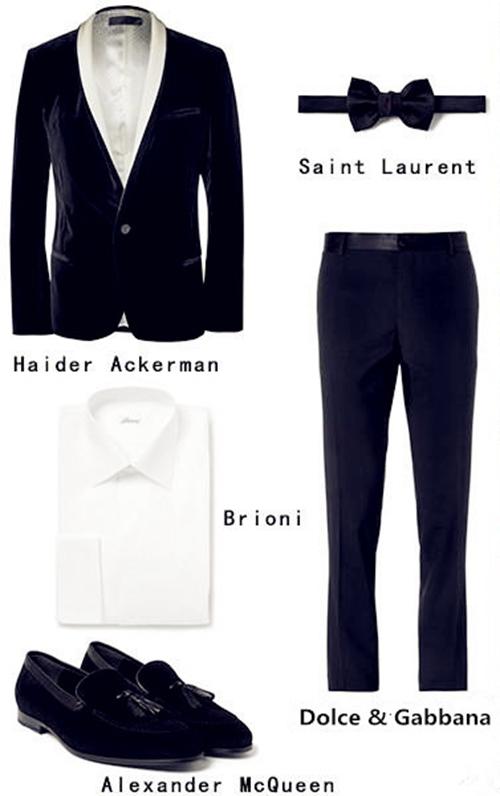 Saint Laurent
Haider Ackerman
Brioni
Dolce & Gabbana
Alexander McQueen